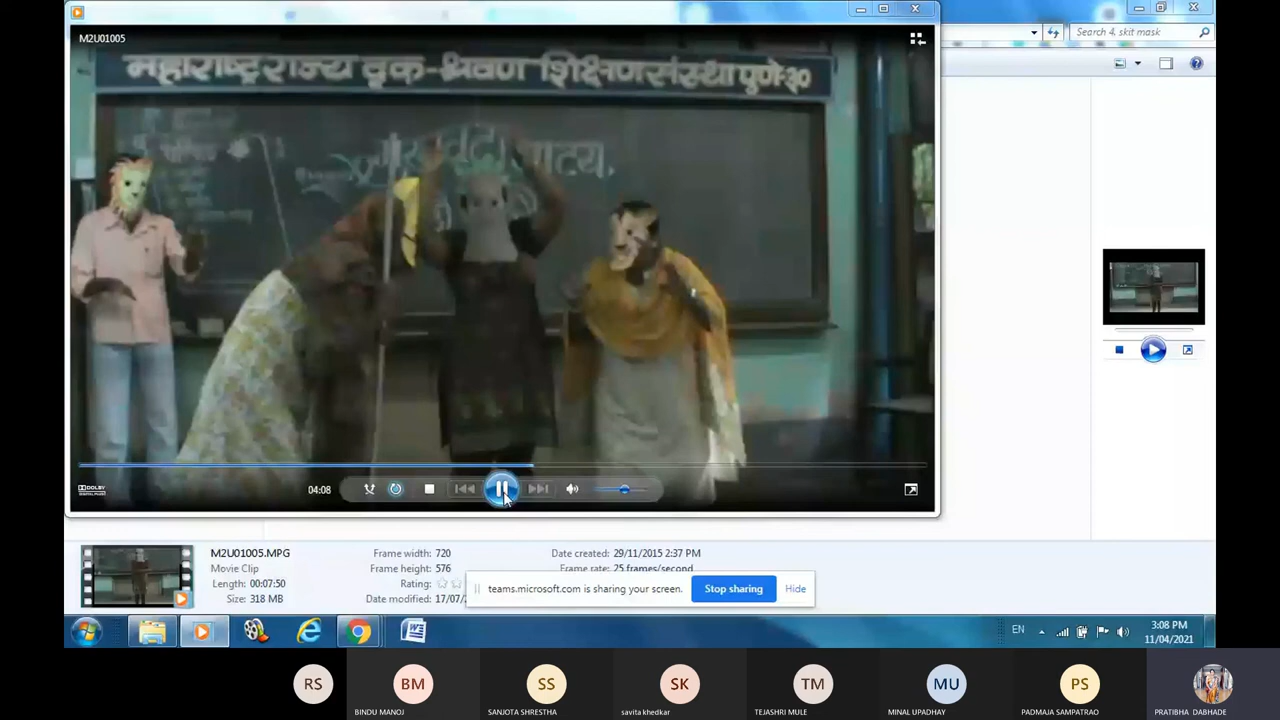 M2U01005
Search 4. skit mask
महाराष्ट्र राज्य वाक-श्रवण शिक्षण संस्था पुणे-३०
नाट्य.
DOLBY
04:08
M2U01005.MPG
Movie Clip
Length: 00:07:50
Size: 318 MB
Frame width: 720
Frame height: 576
Rating:
Date modified: 17/07/
Date created: 29/11/2015 2:37 PM
Frame rate: 25 frames/second
teams.microsoft.com is sharing your screen.
Stop sharing
Hide
EN
3:08 PM
11/04/2021
RS
BM
SS
SK
TM
MU
PS
BINDU MANOJ
SANJOTA SHRESTHA
savita khedkar
TEJASHRI MULE
MINAL UPADHAY
PADMAJA SAMPATRAO
PRATIBHA DABHADE